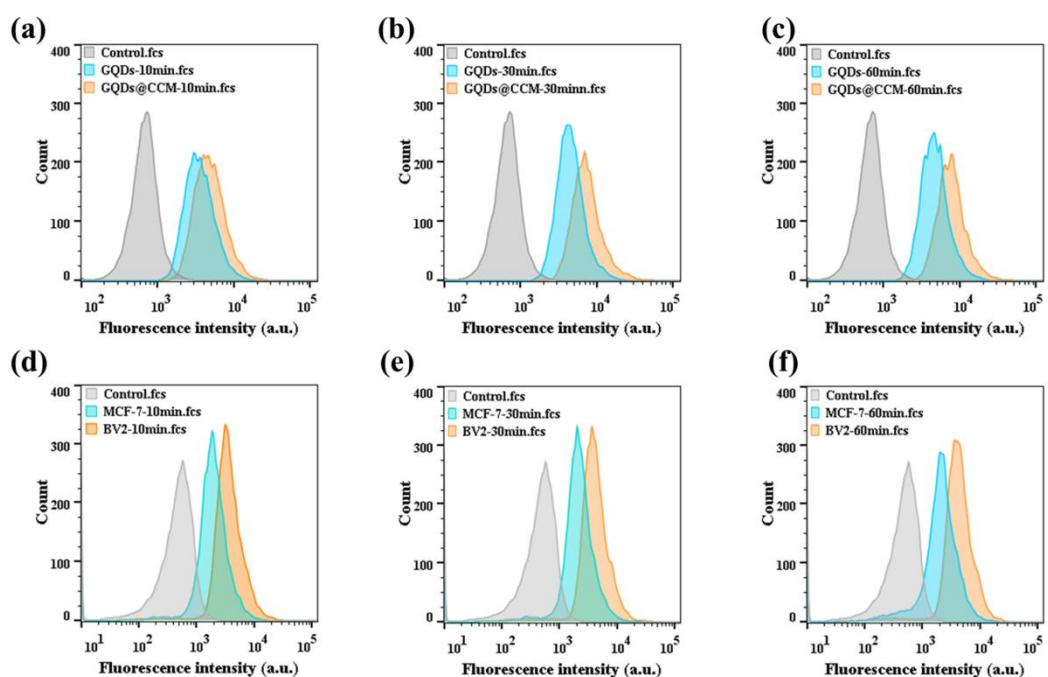 (a)
400
300
200
100
0
Count
Control.fcs
GQDs-10min.fcs
GQDs@CCM-10min.fcs
10² 10³ 10⁴ 10⁵
Fluorescence intensity (a.u.)
(b)
400
300
200
100
0
Count
Control.fcs
GQDs-30min.fcs
GQDs@CCM-30minn.fcs
10² 10³ 10⁴ 10⁵
Fluorescence intensity (a.u.)
(c)
400
300
200
100
0
Count
Control.fcs
GQDs-60min.fcs
GQDs@CCM-60min.fcs
10² 10³ 10⁴ 10⁵
Fluorescence intensity (a.u.)
(d)
400
300
200
100
0
Count
Control.fcs
MCF-7-10min.fcs
BV2-10min.fcs
10¹ 10² 10³ 10⁴ 10⁵
Fluorescence intensity (a.u.)
(e)
400
300
200
100
0
Count
Control.fcs
MCF-7-30min.fcs
BV2-30min.fcs
10¹ 10² 10³ 10⁴ 10⁵
Fluorescence intensity (a.u.)
(f)
400
300
200
100
0
Count
Control.fcs
MCF-7-60min.fcs
BV2-60min.fcs
10¹ 10² 10³ 10⁴ 10⁵
Fluorescence intensity (a.u.)